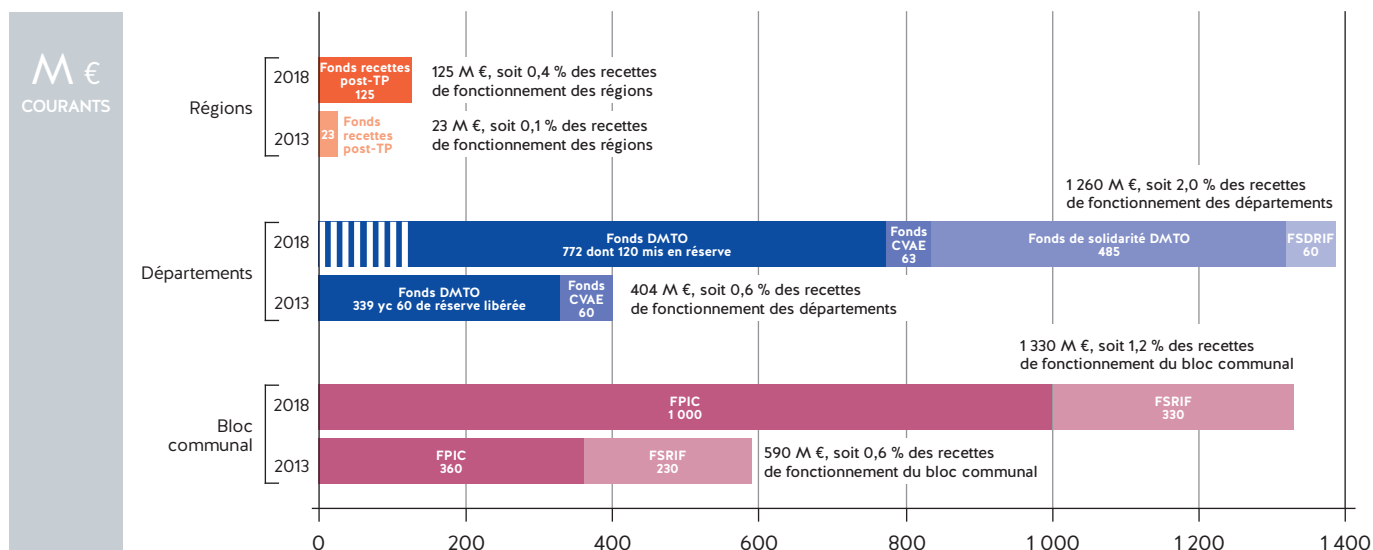 M €
COURANTS
Régions
2018
Fonds recettes
post-TP
125
125 M €, soit 0,4 % des recettes
de fonctionnement des régions
2013
23
Fonds
recettes
post-TP
23 M €, soit 0,1 % des recettes
de fonctionnement des régions
1 260 M €, soit 2,0 % des recettes
de fonctionnement des départements
Départements
2018
Fonds DMTO
772 dont 120 mis en réserve
Fonds
CVAE
63
Fonds de solidarité DMTO
485
FSDRIF
60
2013
Fonds DMTO
339 yc 60 de réserve libérée
Fonds
CVAE
60
404 M €, soit 0,6 % des recettes
de fonctionnement des départements
1 330 M €, soit 1,2 % des recettes
de fonctionnement du bloc communal
Bloc
communal
2018
FPIC
1 000
FSRIF
330
2013
FPIC
360
FSRIF
230
590 M €, soit 0,6 % des recettes
de fonctionnement du bloc communal
0 200 400 600 800 1 000 1 200 1 400